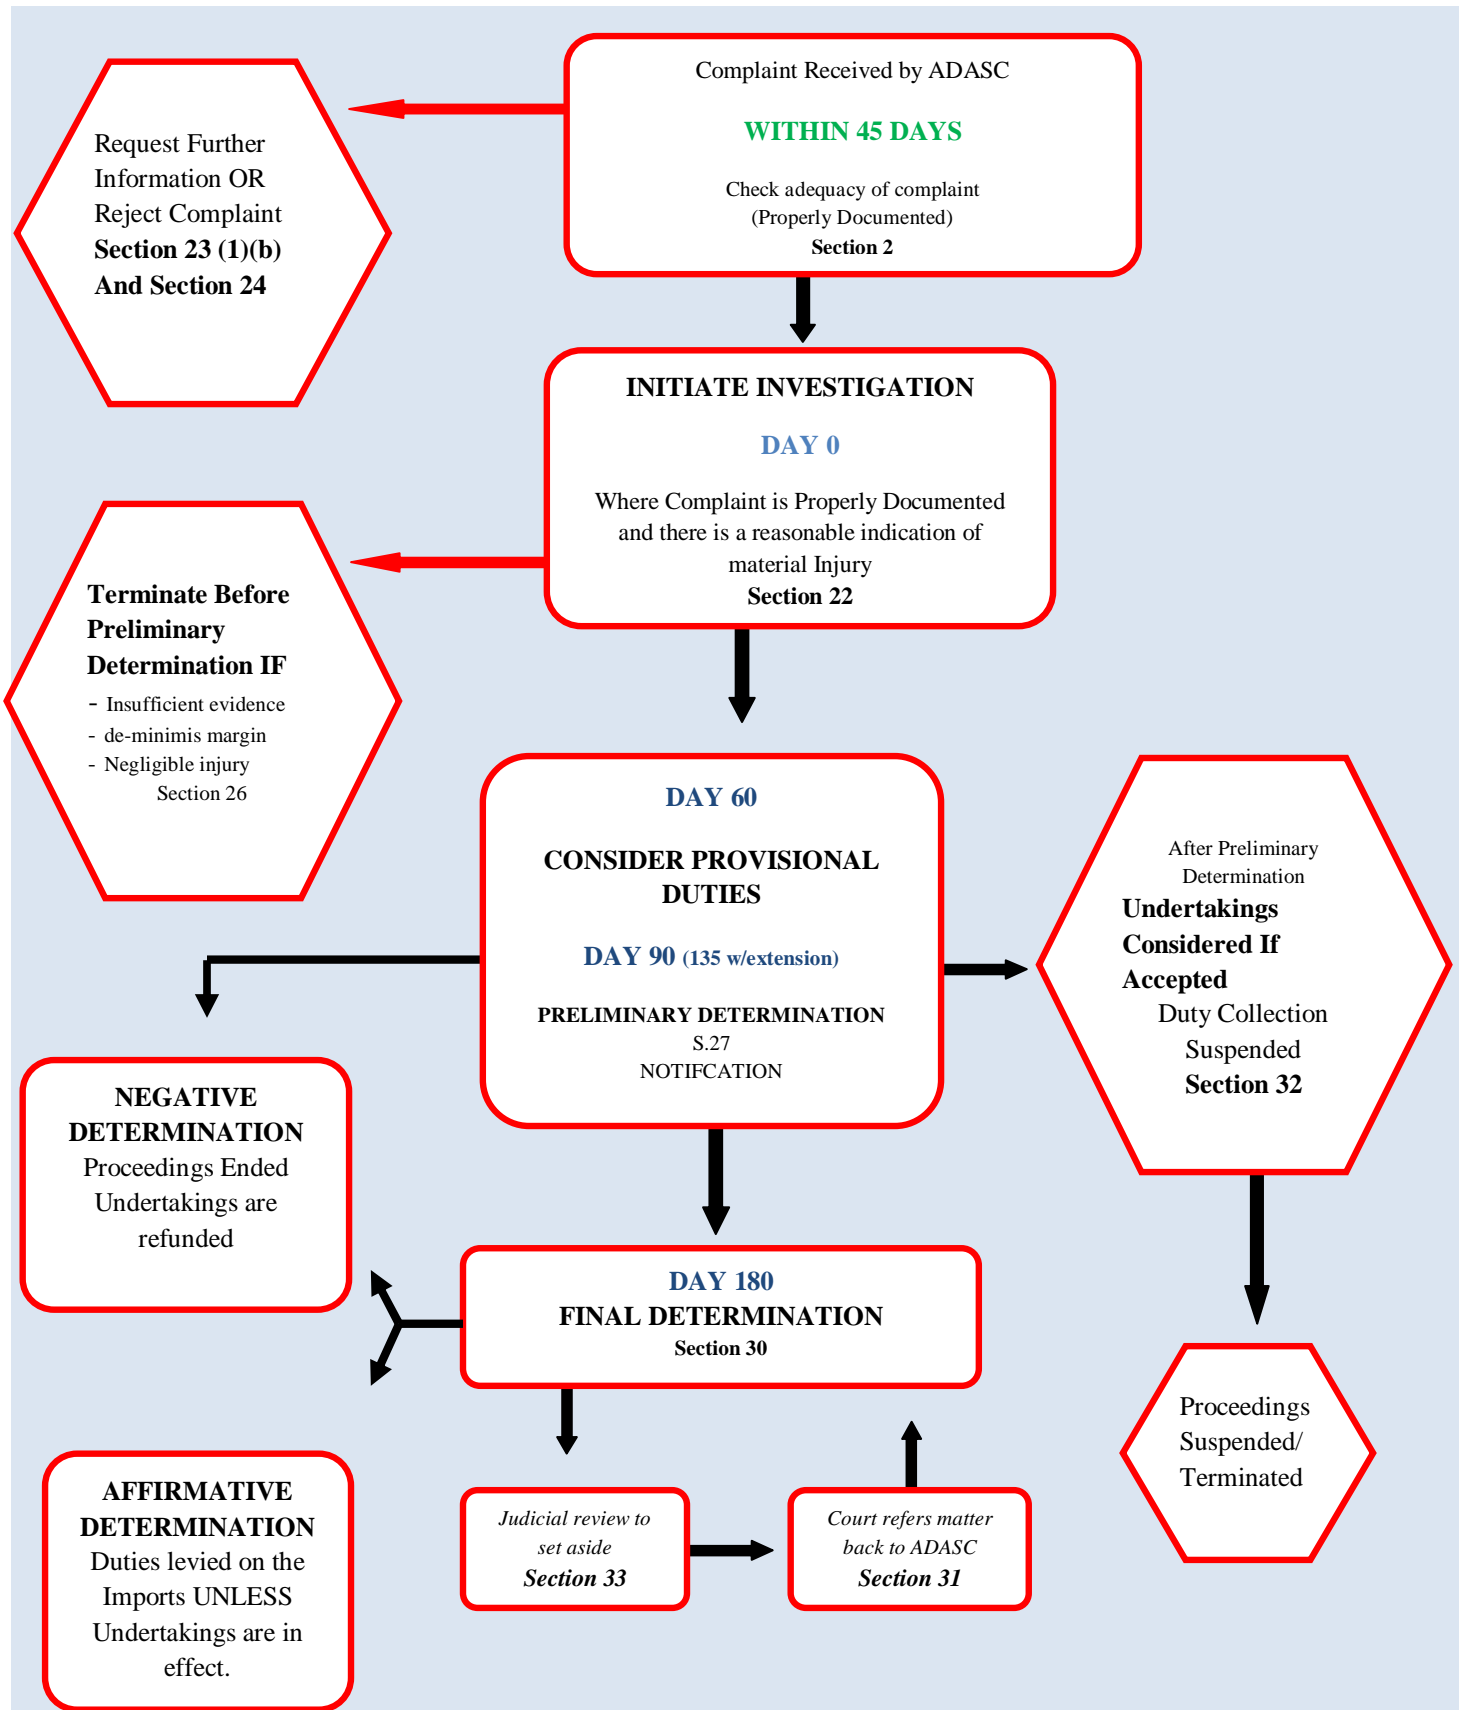 Complaint Received by ADASC
WITHIN 45 DAYS
Check adequacy of complaint
(Properly Documented)
Section 2
Request Further
Information OR
Reject Complaint
Section 23 (1)(b)
And Section 24
INITIATE INVESTIGATION
DAY 0
Where Complaint is Properly Documented
and there is a reasonable indication of
material Injury
Section 22
Terminate Before
Preliminary
Determination IF
- Insufficient evidence
- de-minimis margin
- Negligible injury
Section 26
DAY 60
CONSIDER PROVISIONAL
DUTIES
DAY 90 (135 w/extension)
PRELIMINARY DETERMINATION
S.27
NOTIFCATION
After Preliminary
Determination
Undertakings
Considered If
Accepted
Duty Collection
Suspended
Section 32
NEGATIVE
DETERMINATION
Proceedings Ended
Undertakings are
refunded
DAY 180
FINAL DETERMINATION
Section 30
Proceedings
Suspended/
Terminated
AFFIRMATIVE
DETERMINATION
Duties levied on the
Imports UNLESS
Undertakings are in
effect.
Judicial review to
set aside
Section 33
Court refers matter
back to ADASC
Section 31